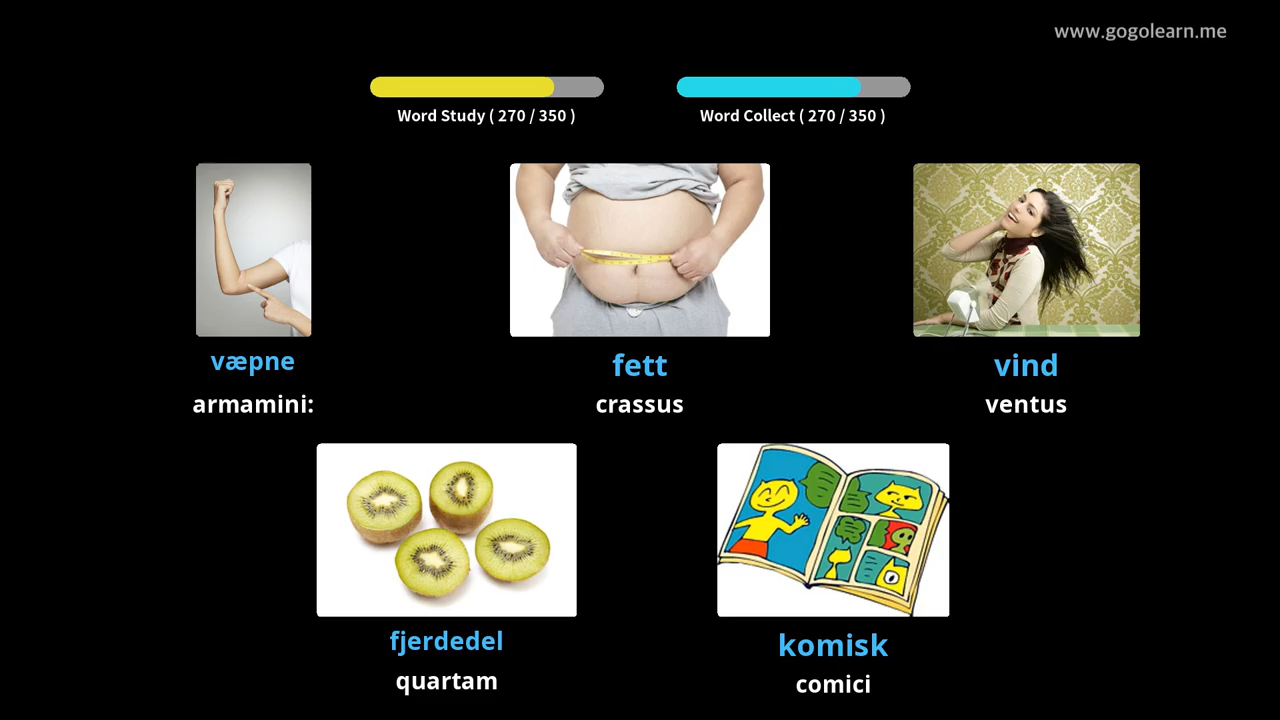 www.gogolearn.me
Word Study ( 270 / 350 )
Word Collect ( 270 / 350 )
væpne
armamini:
fett
crassus
vind
ventus
fjerdedel
quartam
komisk
comici